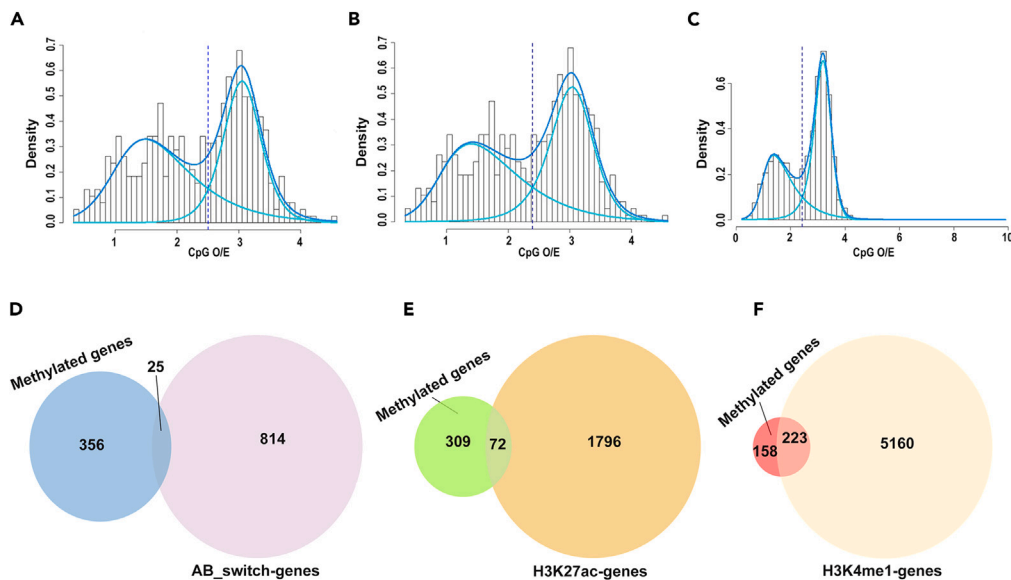 A
Density
0.0 0.1 0.2 0.3 0.4 0.5 0.6 0.7
1 2 3 4
CpG O/E
B
Density
0.0 0.1 0.2 0.3 0.4 0.5 0.6 0.7
1 2 3 4
CpG O/E
C
Density
0.0 0.2 0.4 0.6
0 2 4 6 8 10
CpG O/E
D
Methylated genes
25
356
814
AB_switch-genes
E
Methylated genes
309
72
1796
H3K27ac-genes
F
Methylated genes
158
223
5160
H3K4me1-genes